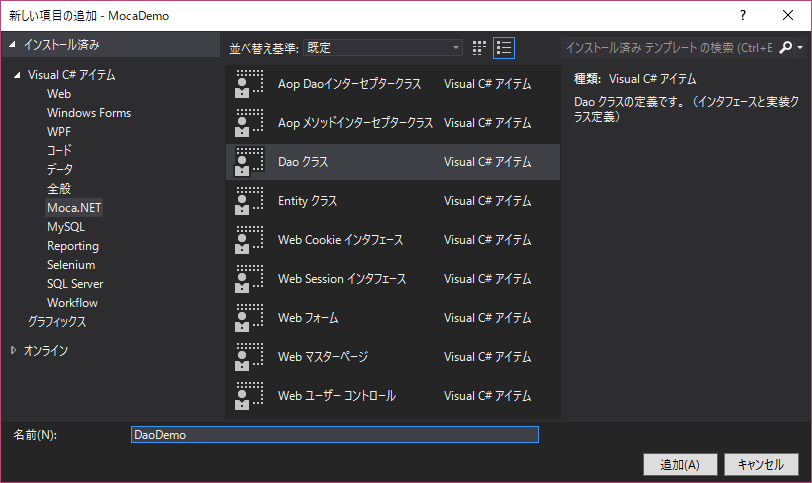 新しい項目の追加 - MocaDemo
インストール済み
並べ替え基準: 既定
インストール済み テンプレート の検索 (Ctrl+E
Visual C# アイテム
Web
Windows Forms
WPF
コード
データ
全般
Moca.NET
MySQL
Reporting
Selenium
SQL Server
Workflow
グラフィックス
オンライン
Aop Daoインターセプタークラス Visual C# アイテム
Aop メソッドインターセプタークラス Visual C# アイテム
Dao クラス Visual C# アイテム
Entity クラス Visual C# アイテム
Web Cookie インタフェース Visual C# アイテム
Web Session インタフェース Visual C# アイテム
Web フォーム Visual C# アイテム
Web マスターページ Visual C# アイテム
Web ユーザー コントロール Visual C# アイテム
種類: Visual C# アイテム
Dao クラスの定義です。（インタフェースと実装ク
ラス定義）
名前(N): DaoDemo
追加(A) キャンセル